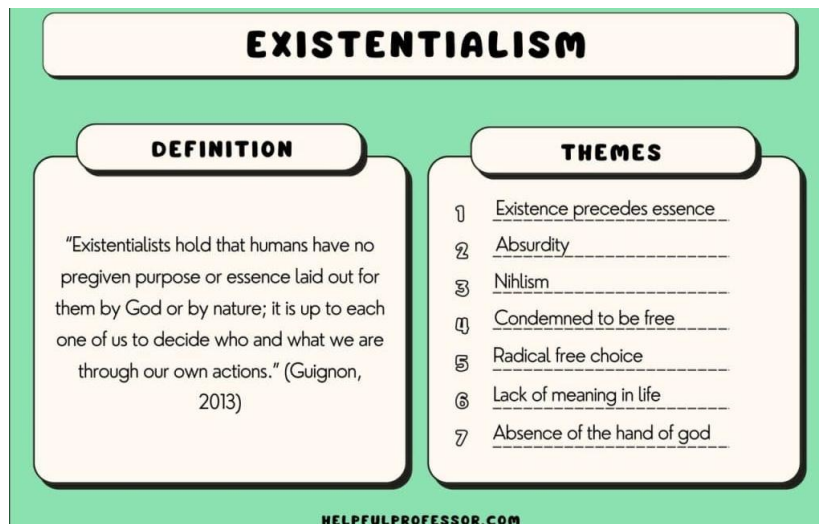 EXISTENTIALISM
DEFINITION
“Existentialists hold that humans have no
pregiven purpose or essence laid out for
them by God or by nature; it is up to each
one of us to decide who and what we are
through our own actions.” (Guignon,
2013)
THEMES
1 Existence precedes essence
2 Absurdity
3 Nihlism
4 Condemned to be free
5 Radical free choice
6 Lack of meaning in life
7 Absence of the hand of god
HELPFULPROFESSOR.COM